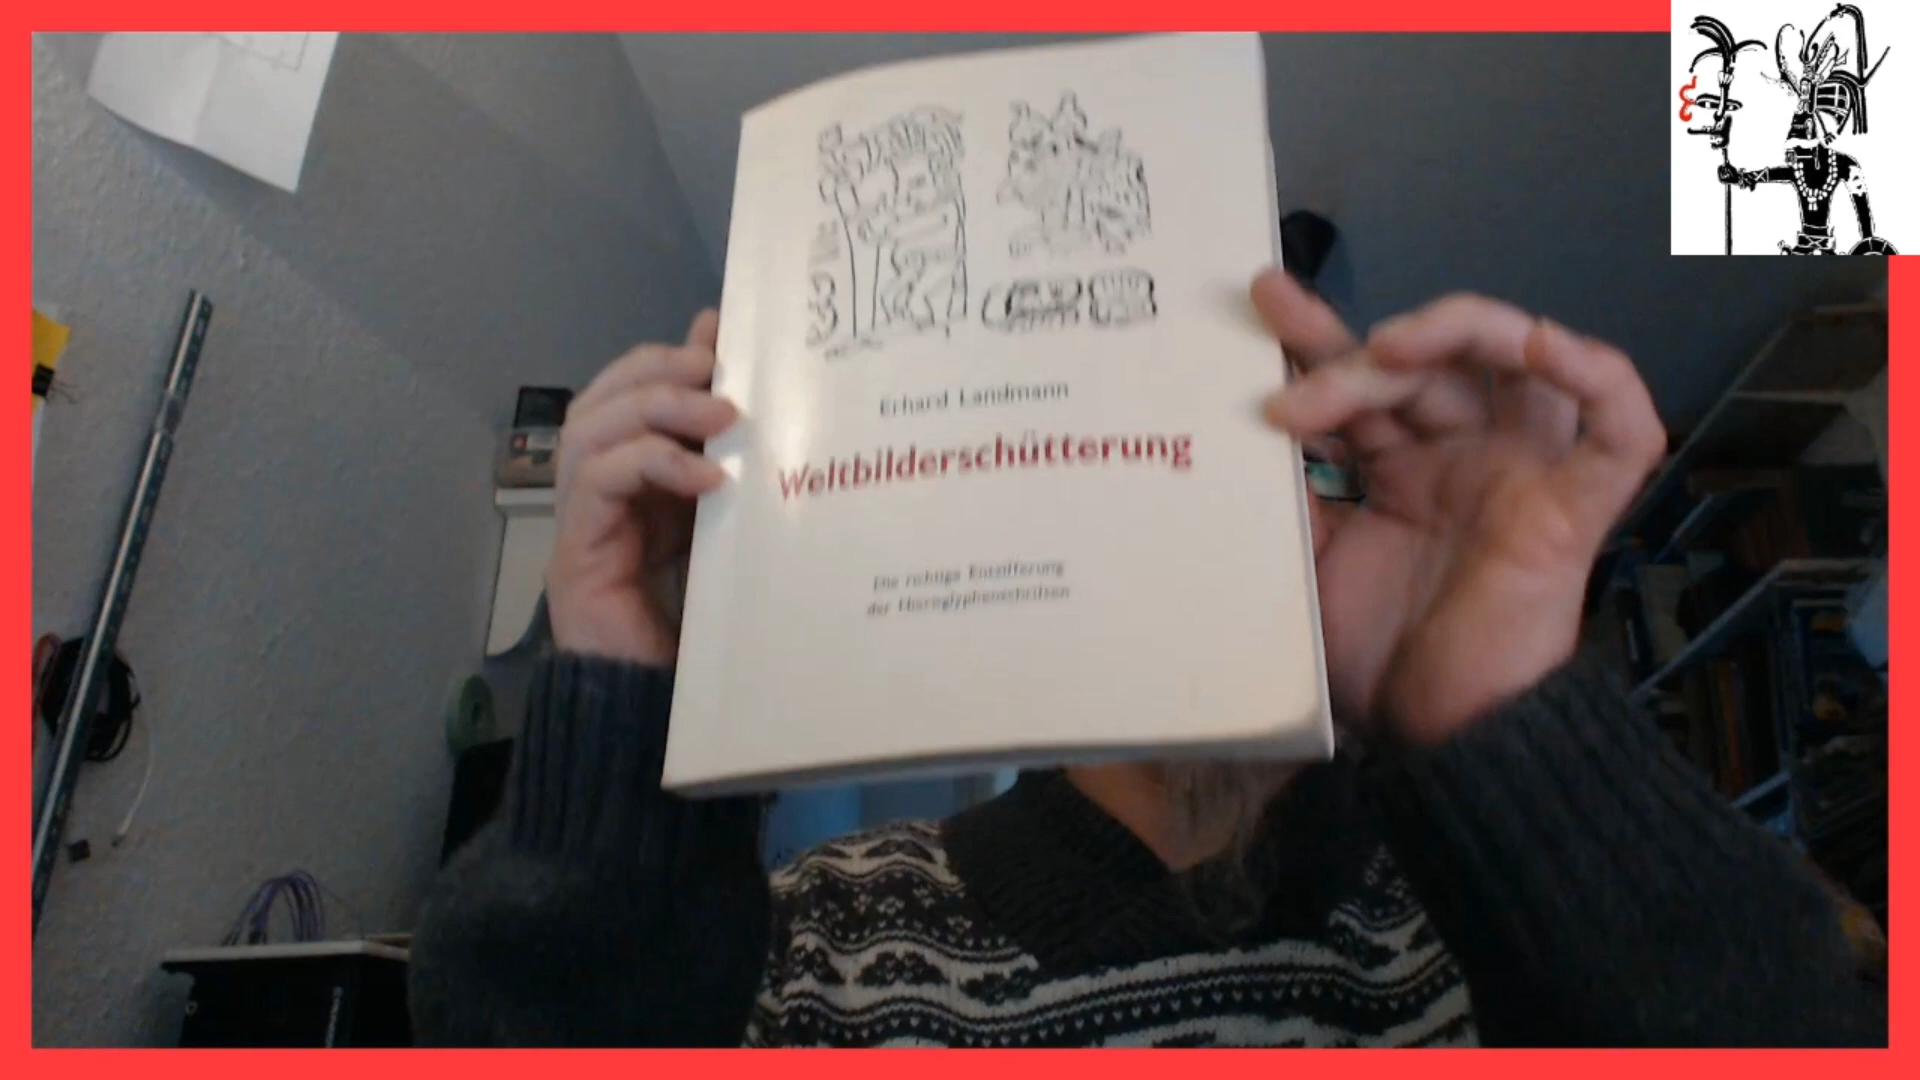 Erhard Landmann
Weltbilderschütterung
Die richtige Entzifferung
der Hieroglyphenschriften